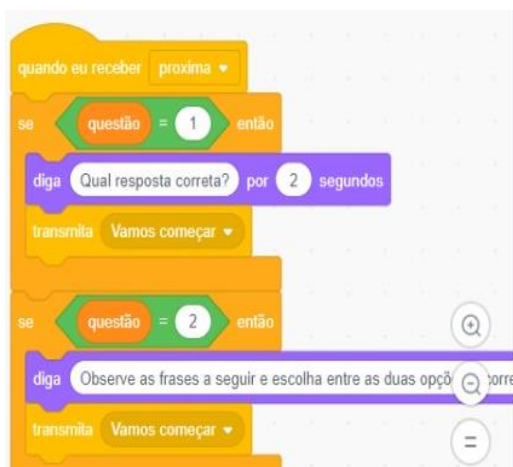 quando eu receber proxima
se questão = 1 então
diga Qual resposta correta? por 2 segundos
transmita Vamos começar
se questão = 2 então
diga Observe as frases a seguir e escolha entre as duas
transmita Vamos começar